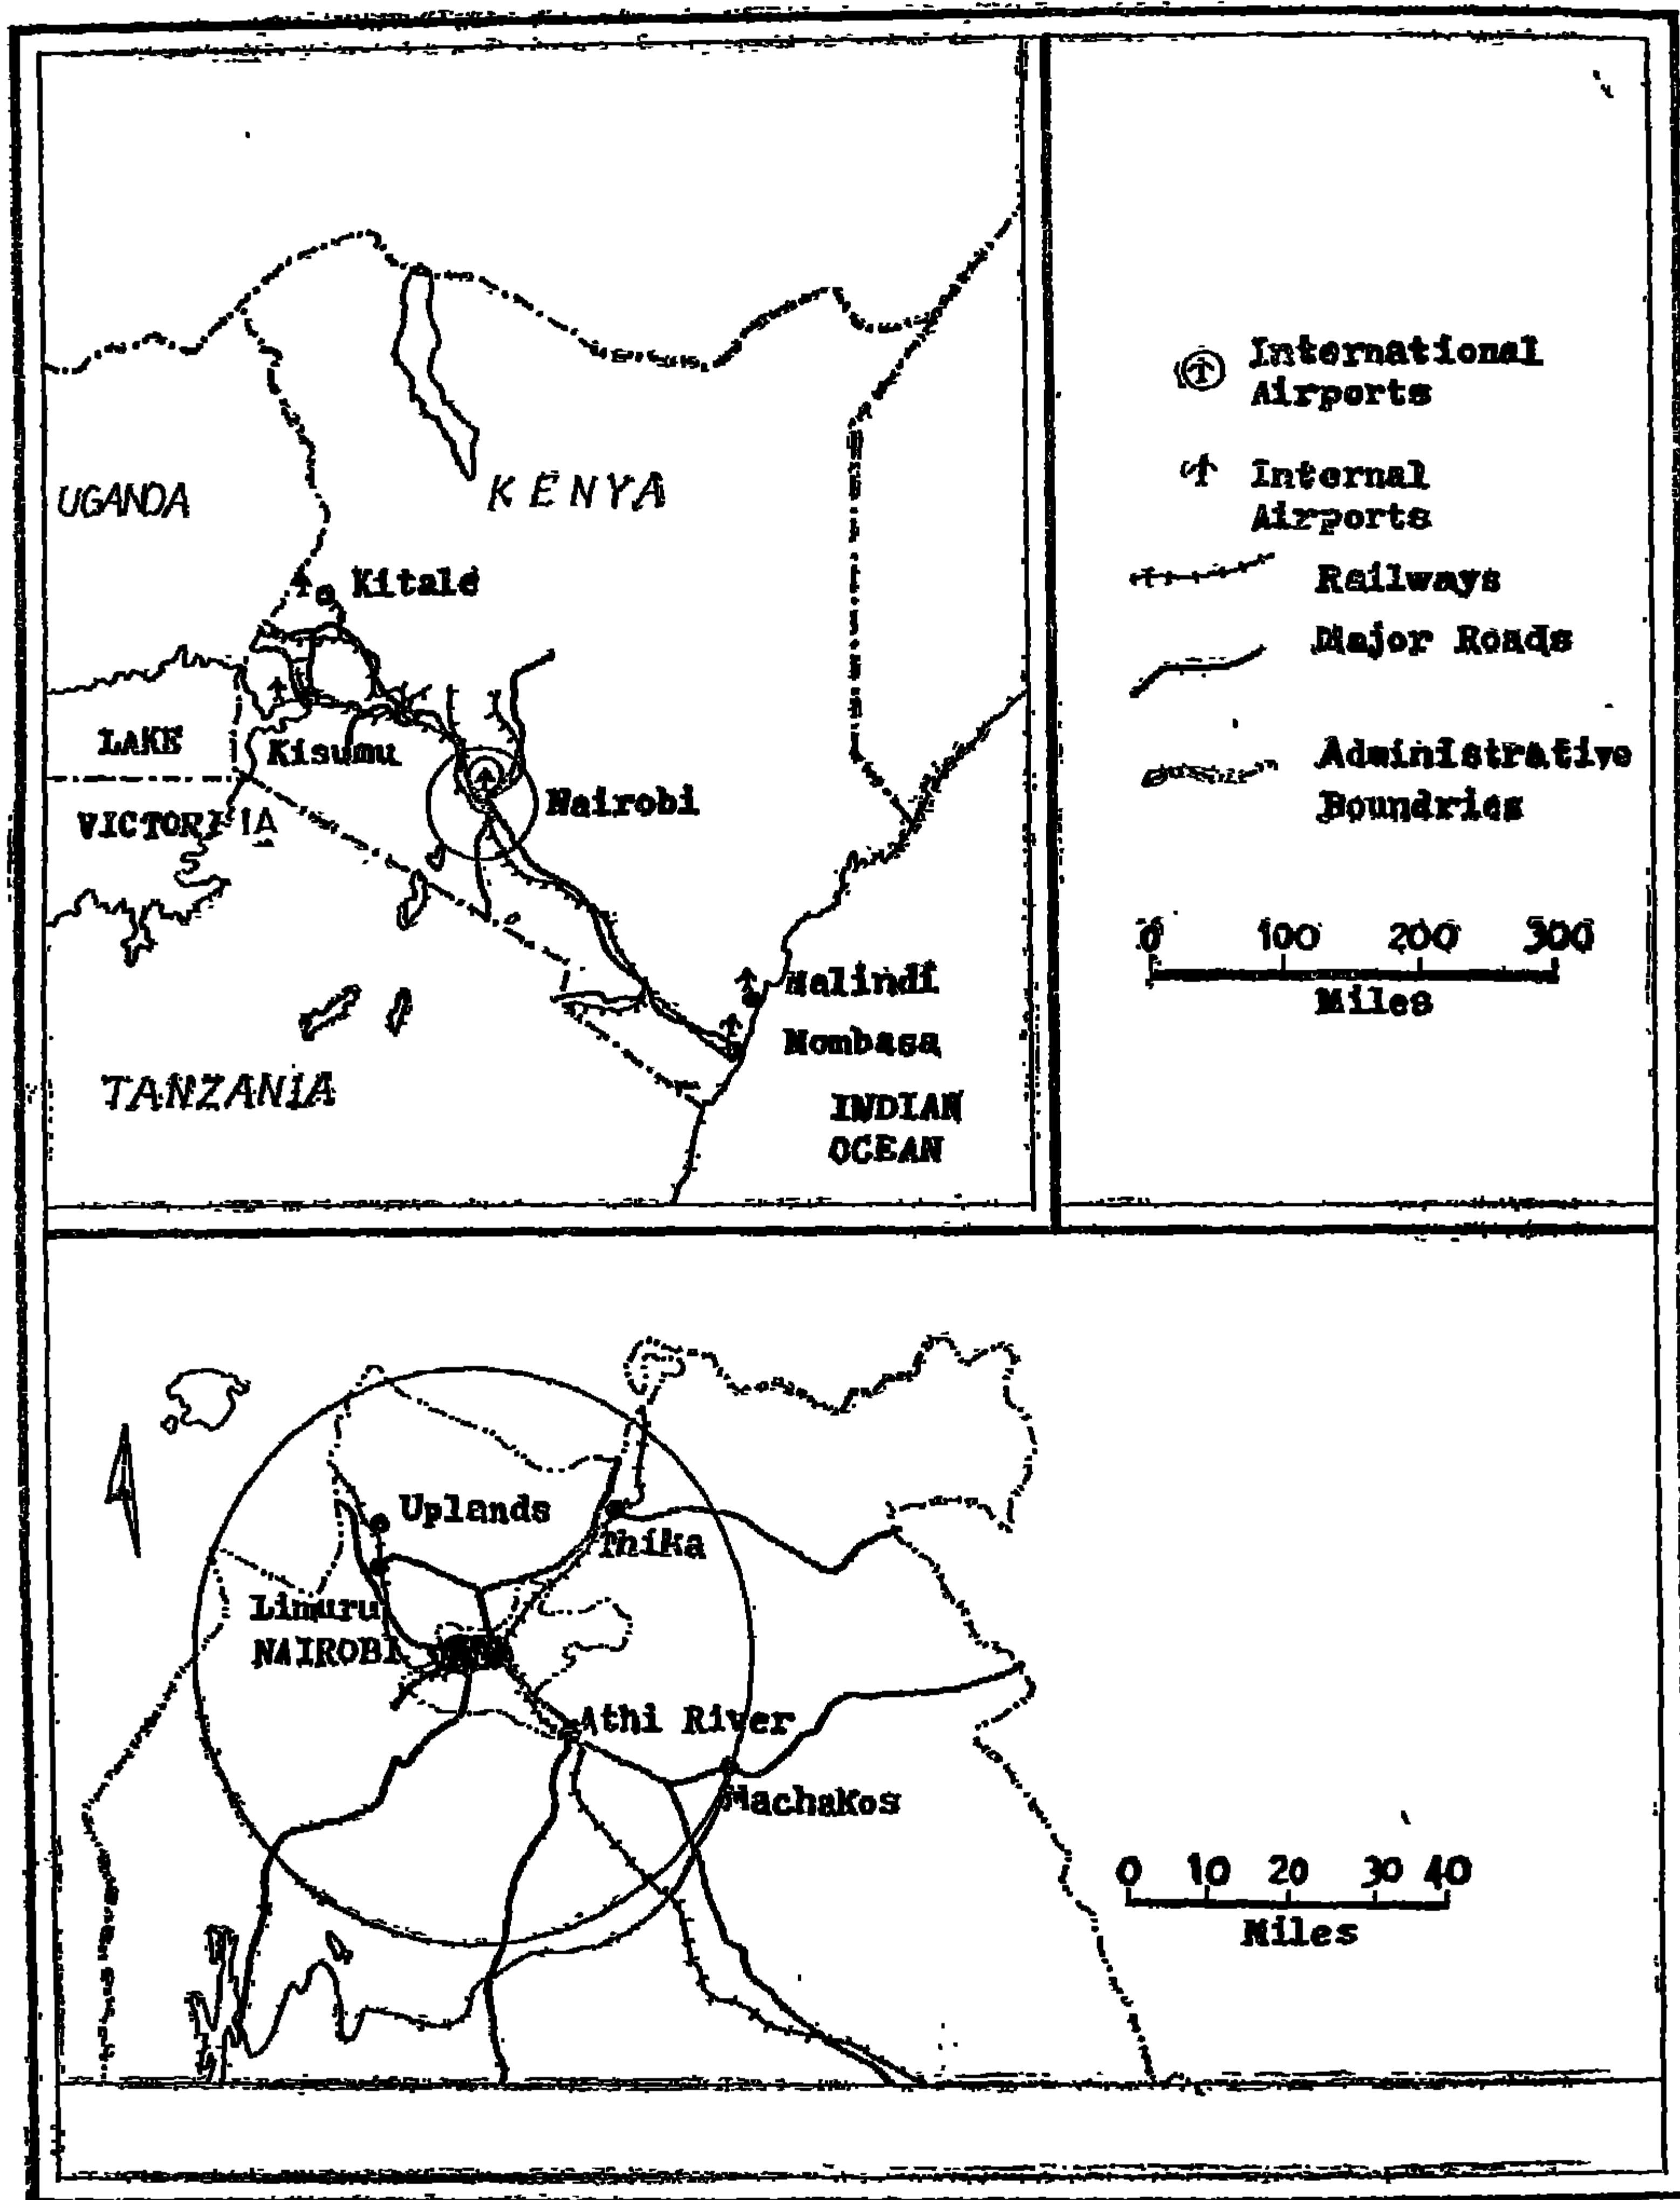 UGANDA
KENYA
Kitale
LAKE
Kisumu
VICTORIA
Nairobi
Malindi
Mombasa
TANZANIA
INDIAN
OCEAN
International
Airports
Internal
Airports
Railways
Major Roads
Administrative
Boundries
0 100 200 300
Miles
Uplands
Thika
Limuru
NAIROBI
Athi River
Machakos
0 10 20 30 40
Miles